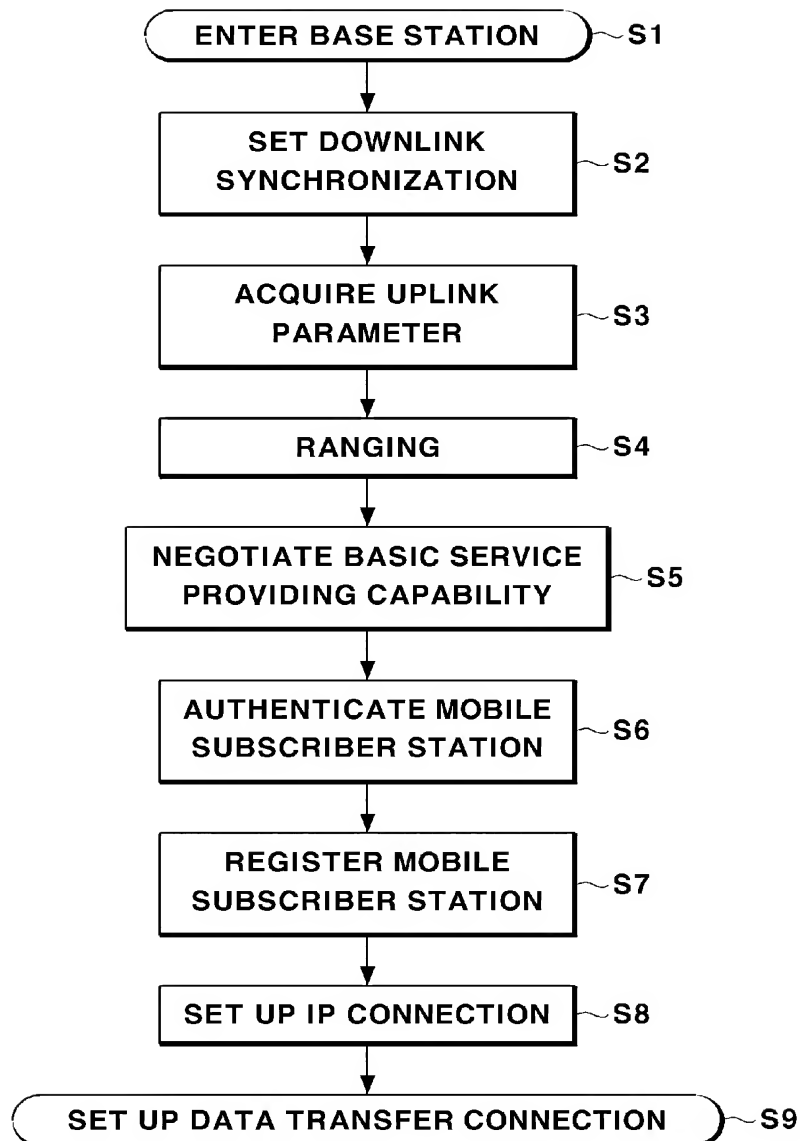 ENTER BASE STATION S1
SET DOWNLINK
SYNCHRONIZATION
S2
ACQUIRE UPLINK
PARAMETER
S3
RANGING S4
NEGOTIATE BASIC SERVICE
PROVIDING CAPABILITY
S5
AUTHENTICATE MOBILE
SUBSCRIBER STATION
S6
REGISTER MOBILE
SUBSCRIBER STATION
S7
SET UP IP CONNECTION S8
SET UP DATA TRANSFER CONNECTION S9